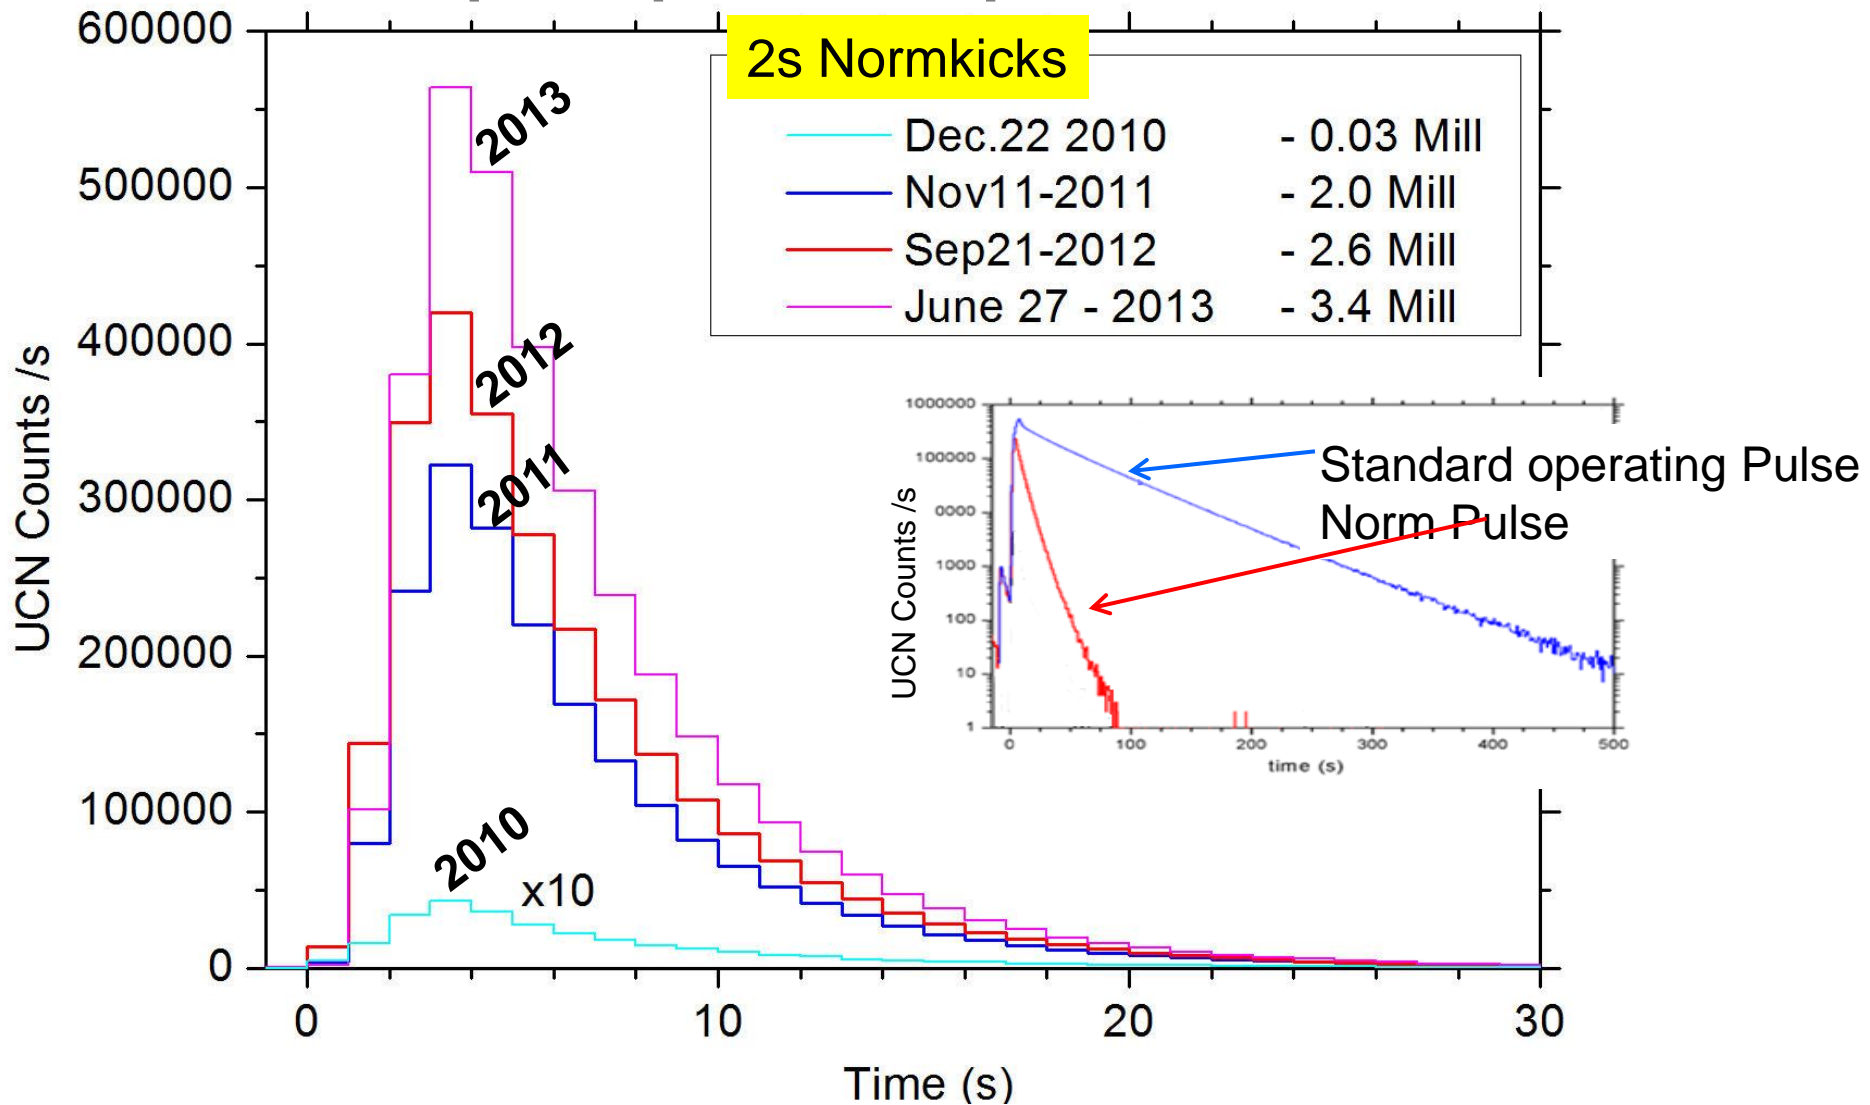 2s Normkicks
Dec.22 2010 - 0.03 Mill
Nov11-2011 - 2.0 Mill
Sep21-2012 - 2.6 Mill
June 27 - 2013 - 3.4 Mill
600000
500000
400000
300000
200000
100000
0
UCN Counts /s
2013
2012
2011
2010
x10
0 10 20 30
Time (s)
1000000
100000
0000
1000
100
10
1
UCN Counts /s
0 100 200 300 400 500
time (s)
Standard operating Pulse
Norm Pulse